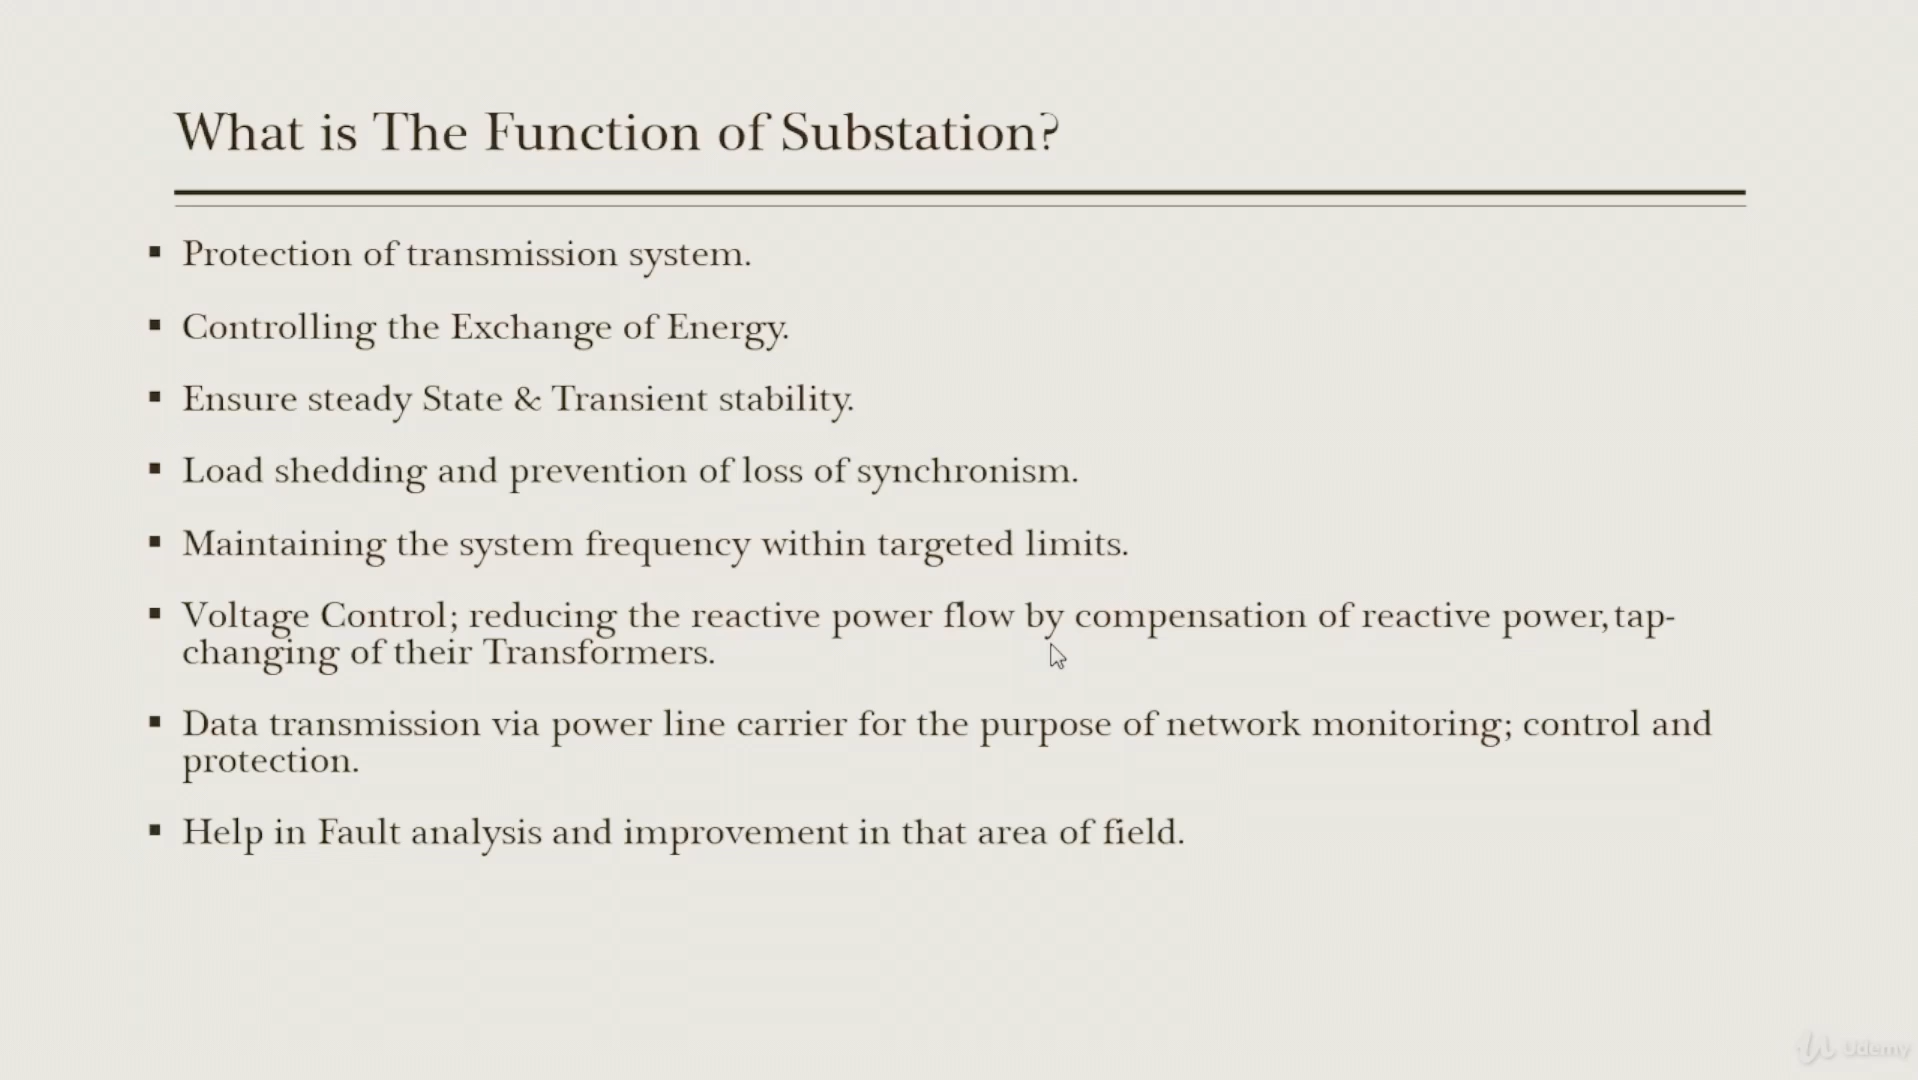 What is The Function of Substation?
▪ Protection of transmission system.
▪ Controlling the Exchange of Energy.
▪ Ensure steady State & Transient stability.
▪ Load shedding and prevention of loss of synchronism.
▪ Maintaining the system frequency within targeted limits.
▪ Voltage Control; reducing the reactive power flow by compensation of reactive power, tap-
changing of their Transformers.
▪ Data transmission via power line carrier for the purpose of network monitoring; control and
protection.
▪ Help in Fault analysis and improvement in that area of field.
Udemy